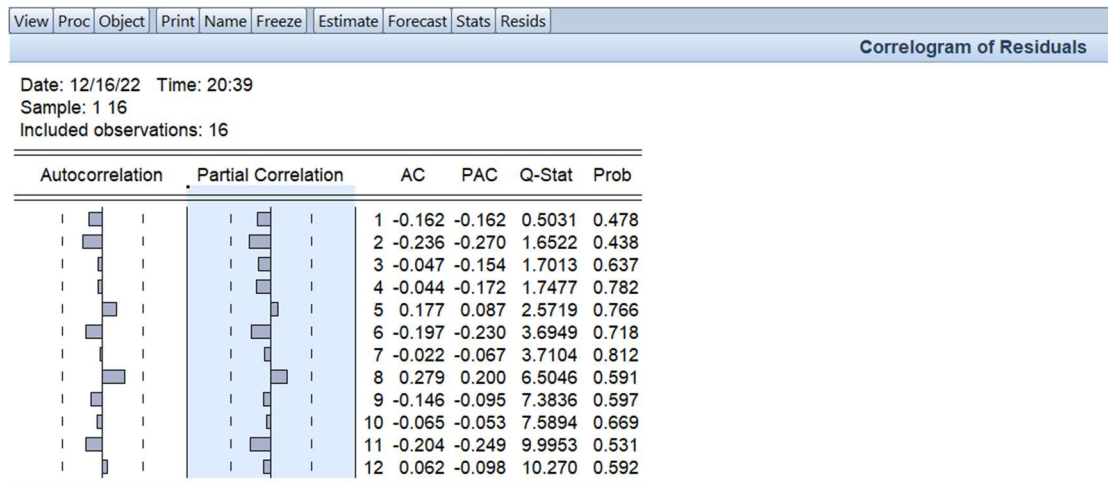 View Proc Object Print Name Freeze Estimate Forecast Stats Resids
Correlogram of Residuals
Date: 12/16/22 Time: 20:39
Sample: 1 16
Included observations: 16
Autocorrelation Partial Correlation AC PAC Q-Stat Prob
1 -0.162 -0.162 0.5031 0.478
2 -0.236 -0.270 1.6522 0.438
3 -0.047 -0.154 1.7013 0.637
4 -0.044 -0.172 1.7477 0.782
5 0.177 0.087 2.5719 0.766
6 -0.197 -0.230 3.6949 0.718
7 -0.022 -0.067 3.7104 0.812
8 0.279 0.200 6.5046 0.591
9 -0.146 -0.095 7.3836 0.597
10 -0.065 -0.053 7.5894 0.669
11 -0.204 -0.249 9.9953 0.531
12 0.062 -0.098 10.270 0.592